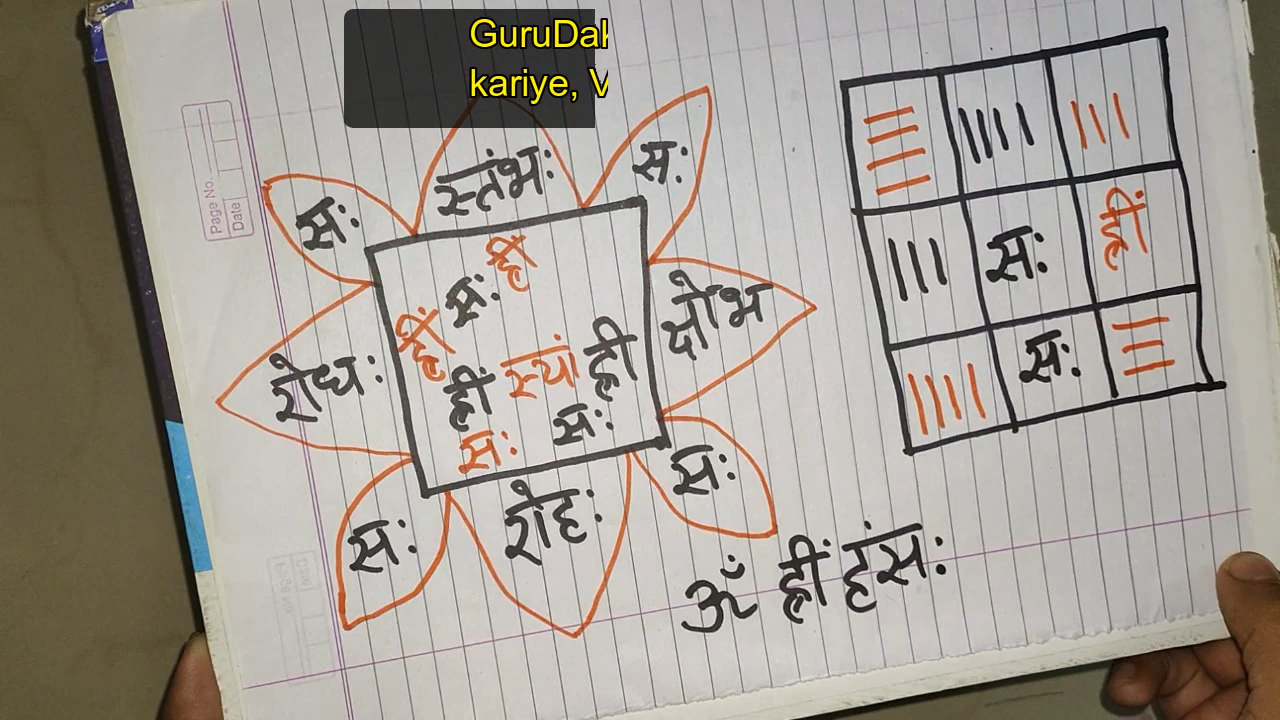 GuruDak
kariye, V
Page No.
Date
सः स्तंभः सः
सः ह्रीं
ह्रीं
रोधः ह्रीं स्यां ह्रीं क्षोभ
सः सः
सः रोहः सः
ॐ ह्रीं हंसः
सः ह्रीं
सः